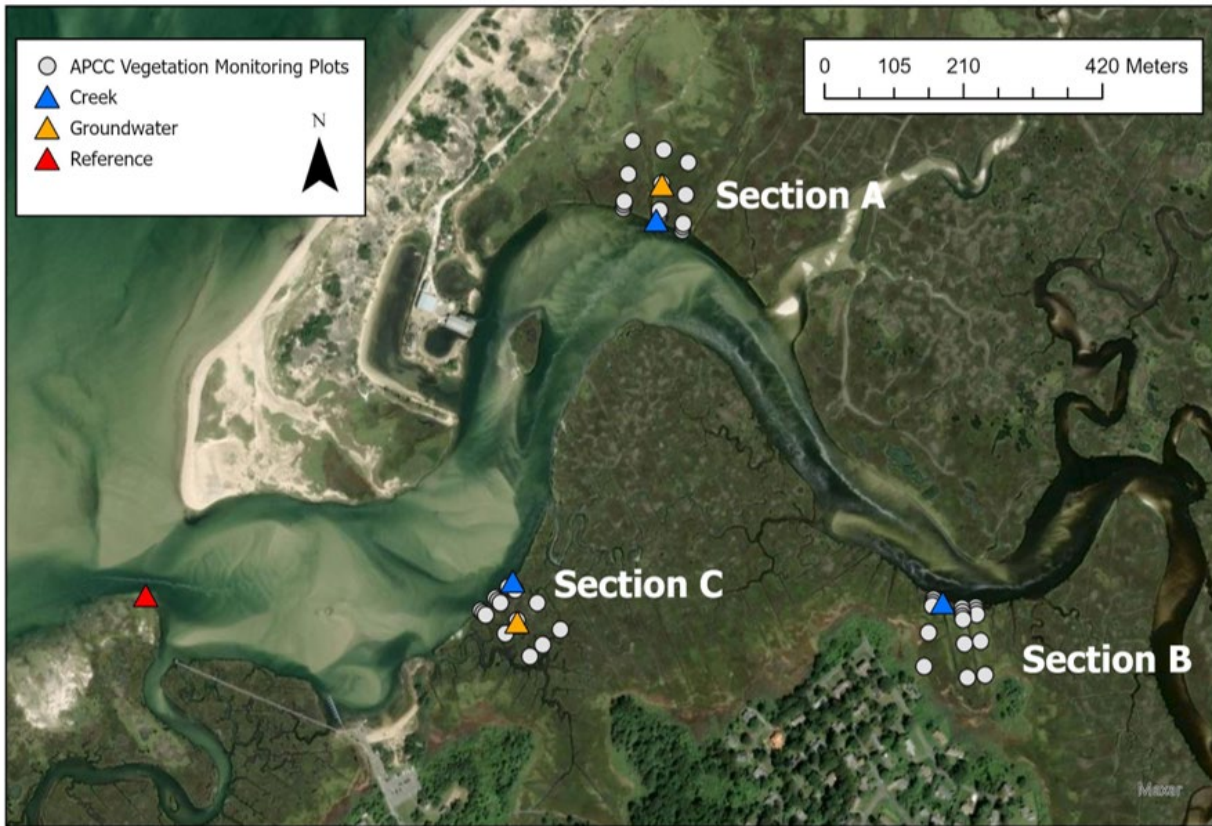 APCC Vegetation Monitoring Plots
Creek
Groundwater
Reference
N
0 105 210 420 Meters
Section A
Section C
Section B
Maxar